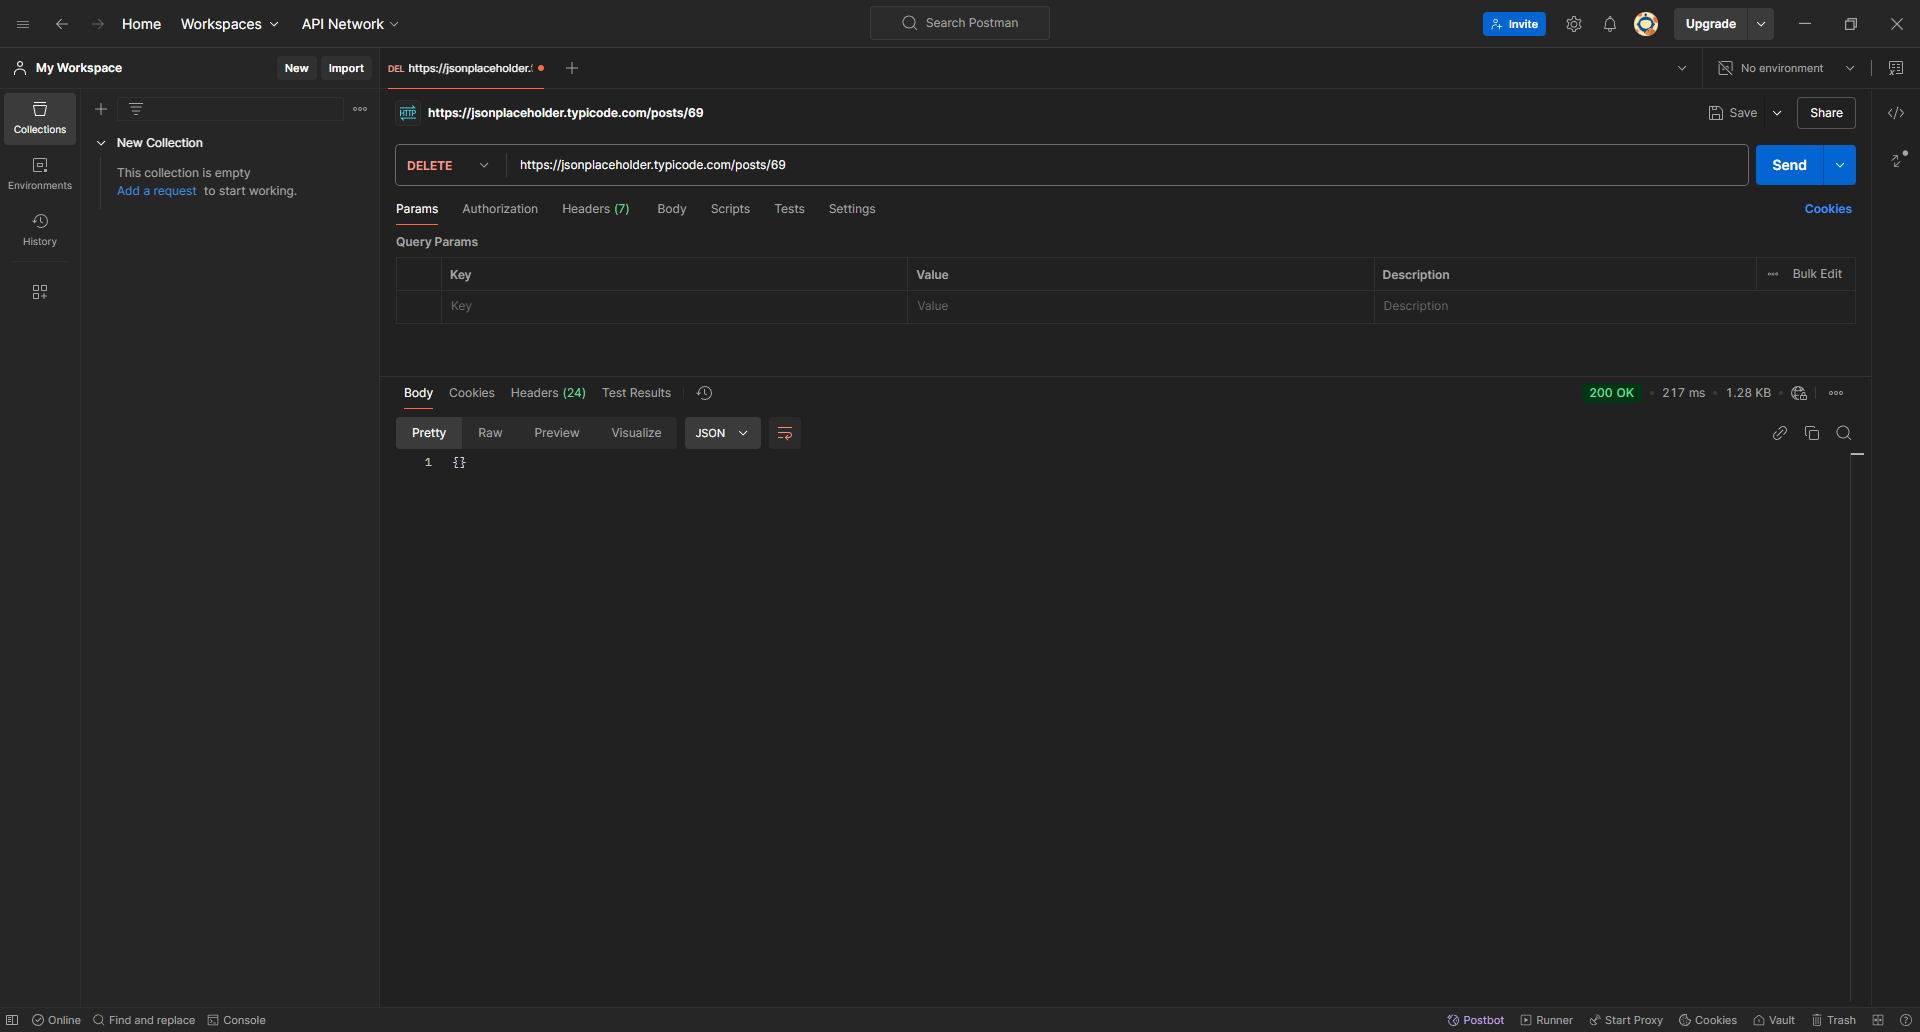 Home Workspaces API Network Search Postman Invite Upgrade
My Workspace New Import DEL https://jsonplaceholder. No environment
Collections
Environments
History
New Collection
This collection is empty
Add a request to start working.
HTTP https://jsonplaceholder.typicode.com/posts/69 Save Share
DELETE https://jsonplaceholder.typicode.com/posts/69 Send
Params Authorization Headers (7) Body Scripts Tests Settings Cookies
Query Params
Key Value Description Bulk Edit
Key Value Description
Body Cookies Headers (24) Test Results 200 OK 217 ms 1.28 KB
Pretty Raw Preview Visualize JSON
1 {}
Online Find and replace Console Postbot Runner Start Proxy Cookies Vault Trash